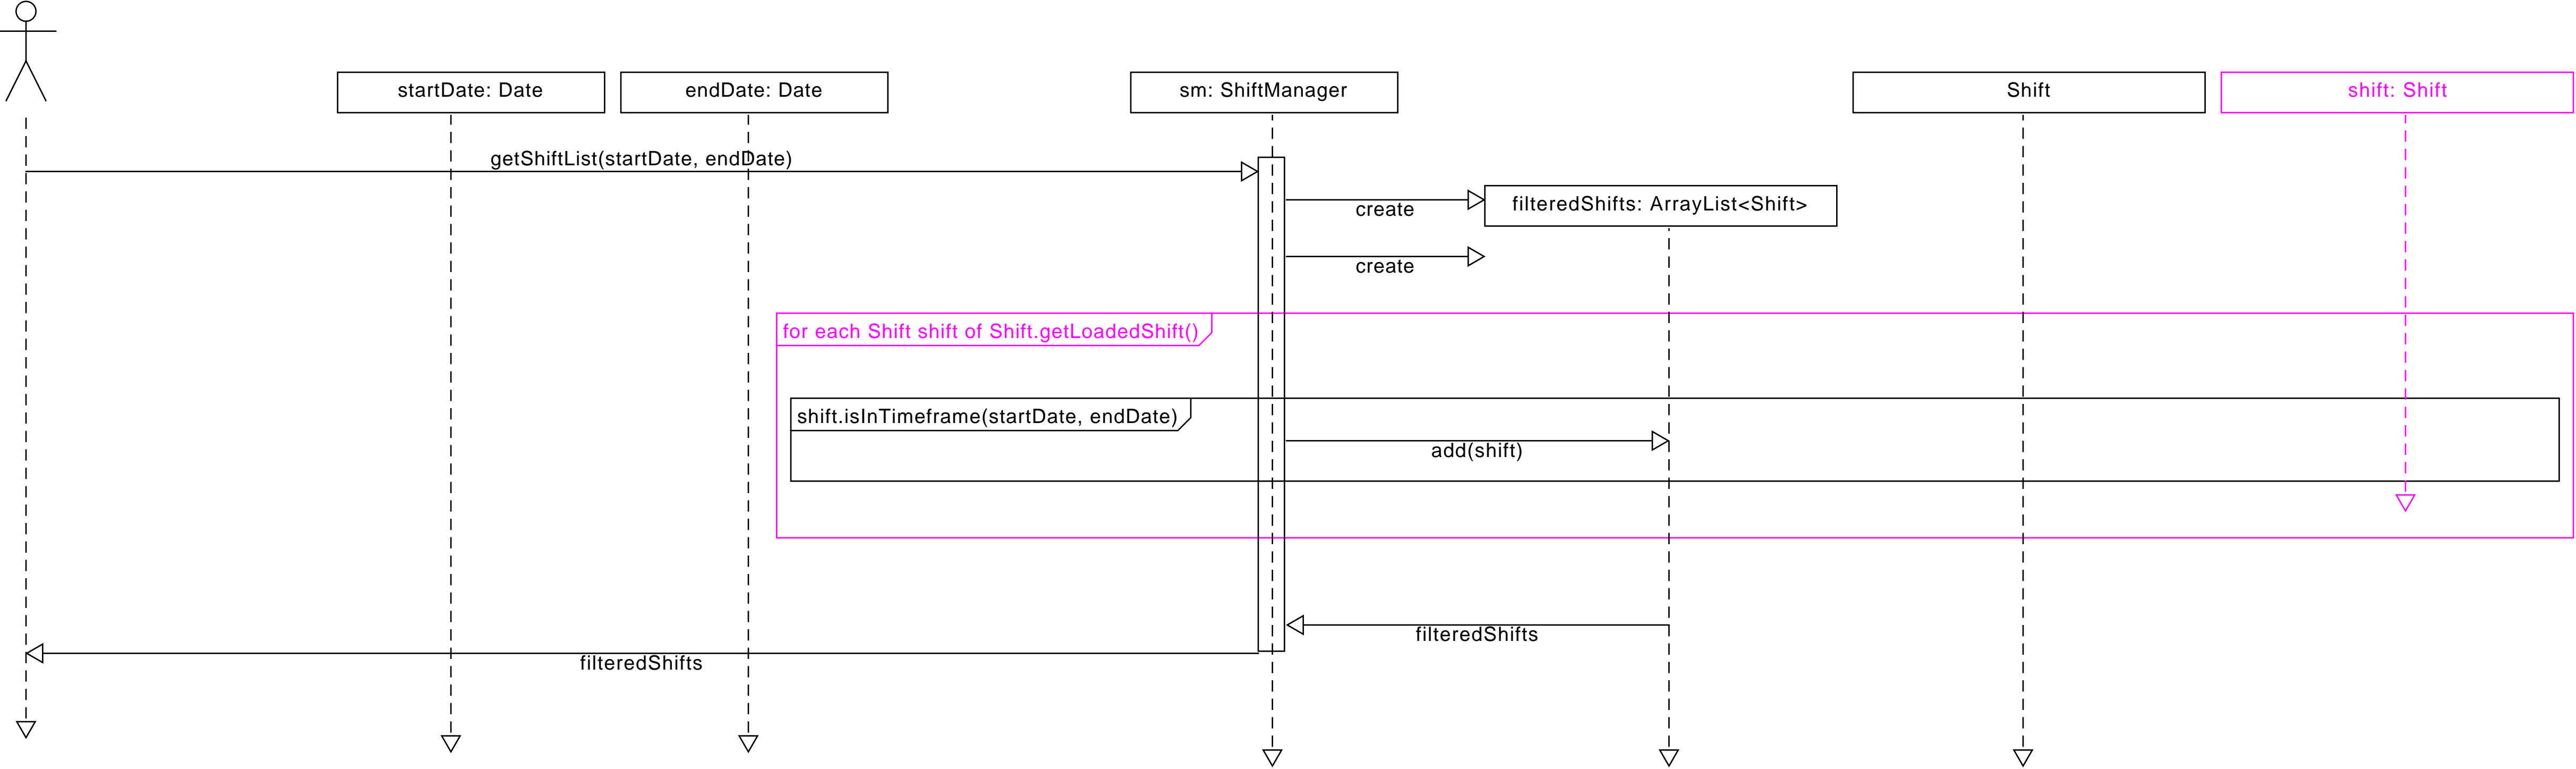 startDate: Date
endDate: Date
sm: ShiftManager
Shift
shift: Shift
getShiftList(startDate, endDate)
create
filteredShifts: ArrayList<Shift>
create
for each Shift shift of Shift.getLoadedShift()
shift.isInTimeframe(startDate, endDate)
add(shift)
filteredShifts
filteredShifts